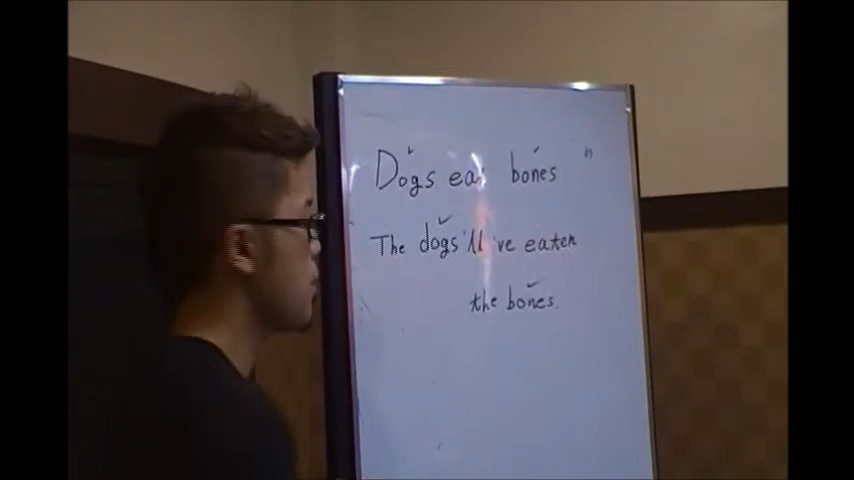 Dogs eat bones
The dogs'll 've eaten
the bones.